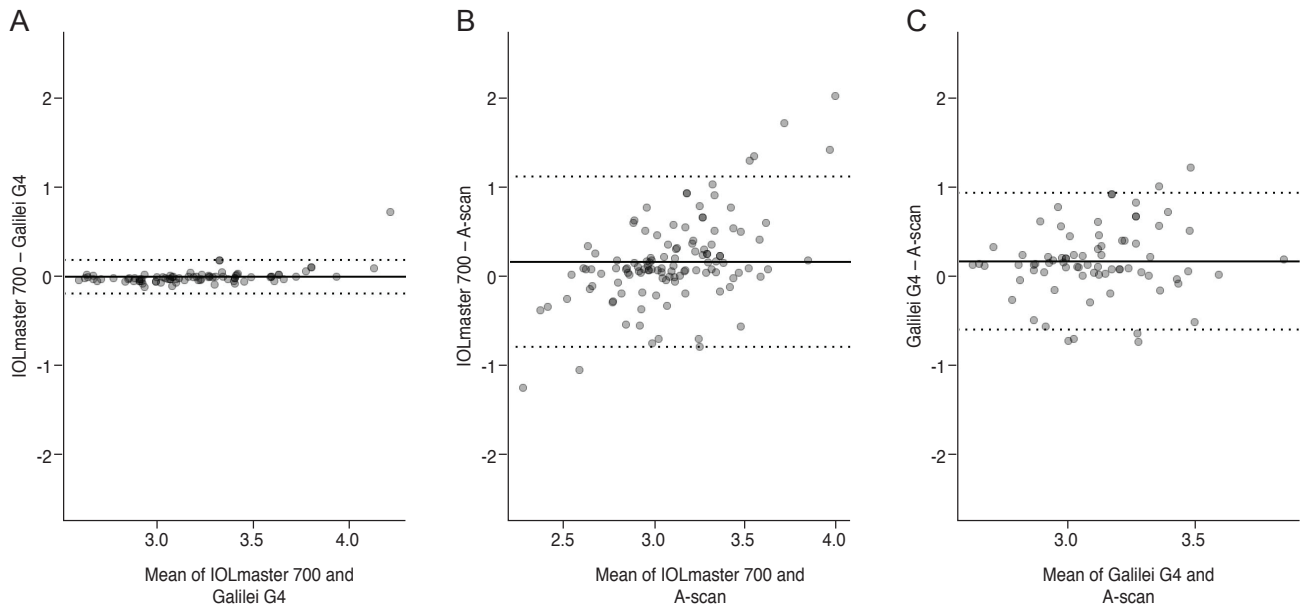 A
IOLmaster 700 – Galilei G4
2
1
0
-1
-2
3.0
3.5
4.0
Mean of IOLmaster 700 and
Galilei G4
B
IOLmaster 700 – A-scan
2
1
0
-1
-2
2.5
3.0
3.5
4.0
Mean of IOLmaster 700 and
A-scan
C
Galilei G4 – A-scan
2
1
0
-1
-2
3.0
3.5
Mean of Galilei G4 and
A-scan